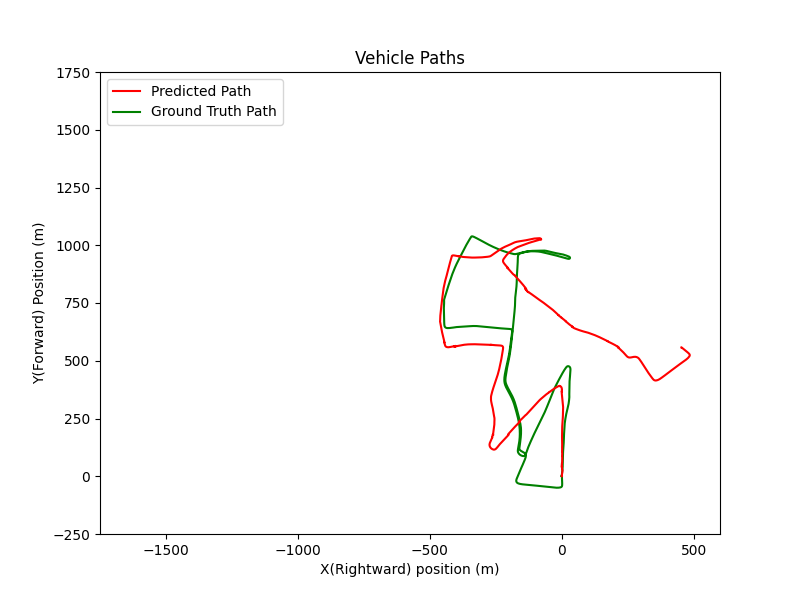 Vehicle Paths
Predicted Path
Ground Truth Path
1750
1500
1250
1000
750
500
250
0
−250
Y(Forward) Position (m)
−1500 −1000 −500 0 500
X(Rightward) position (m)